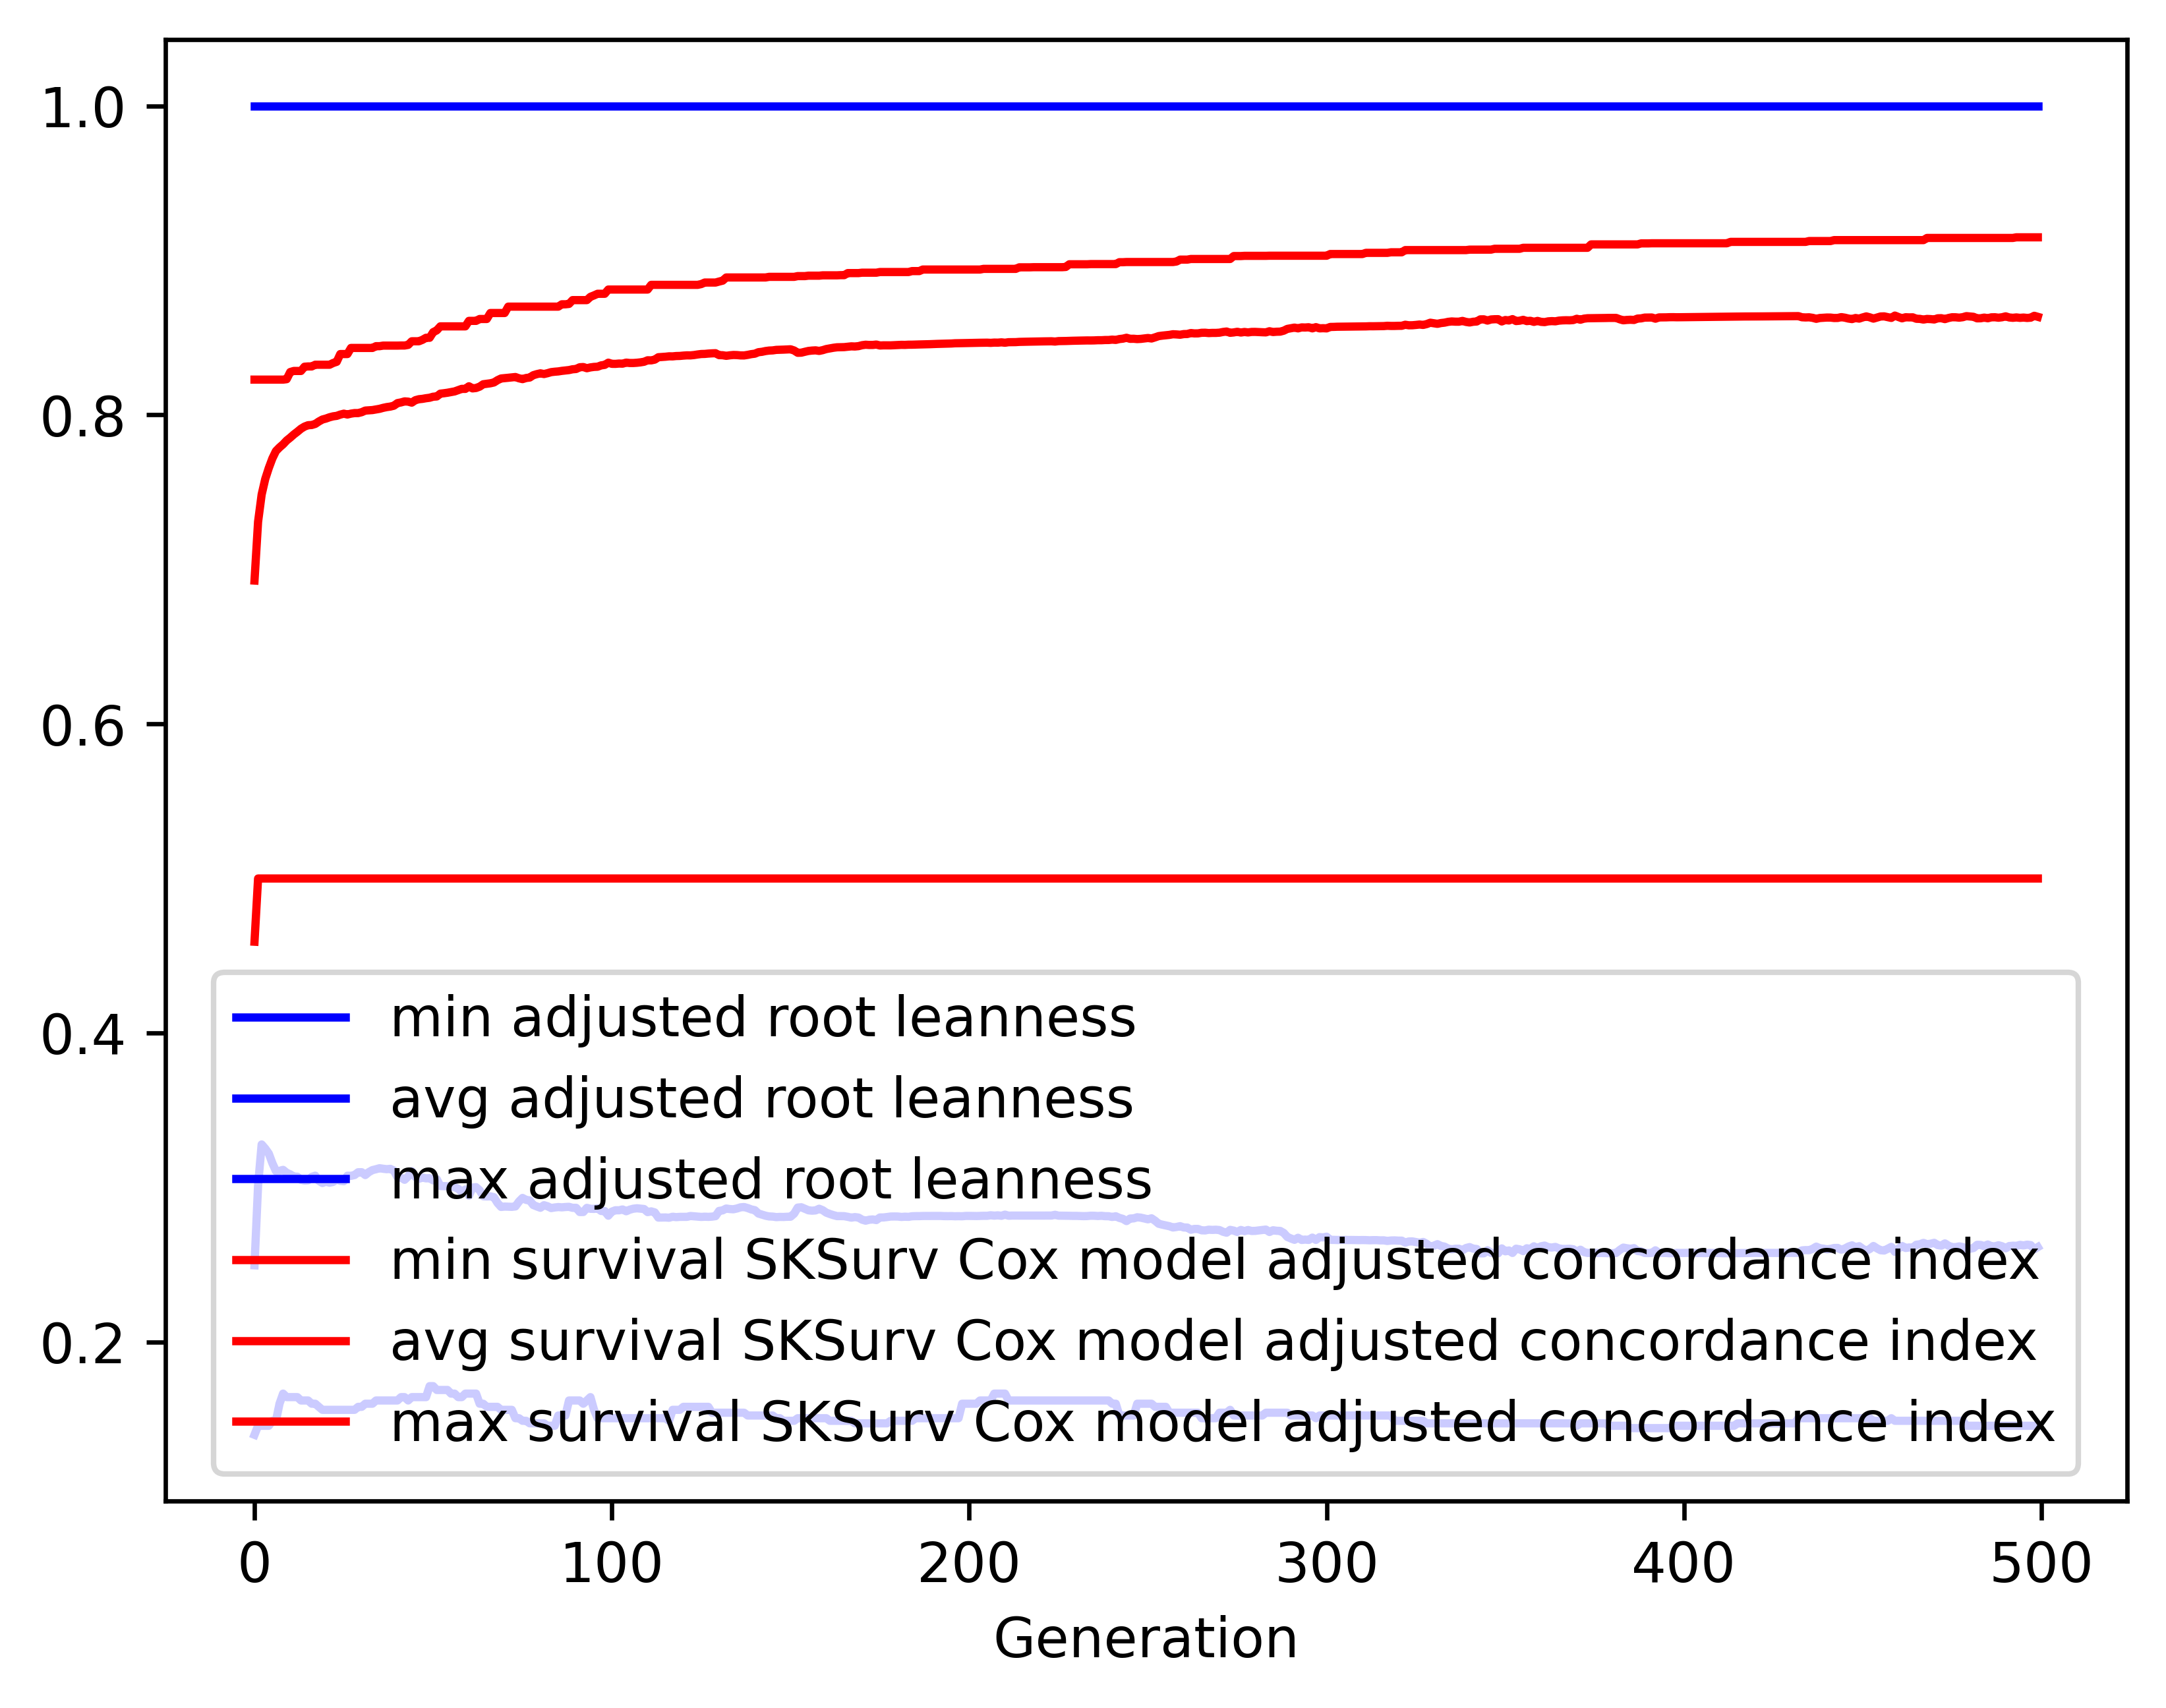 1.0
0.8
0.6
0.4
0.2
min adjusted root leanness
avg adjusted root leanness
max adjusted root leanness
min survival SKSurv Cox model adjusted concordance index
avg survival SKSurv Cox model adjusted concordance index
max survival SKSurv Cox model adjusted concordance index
0 100 200 300 400 500
Generation